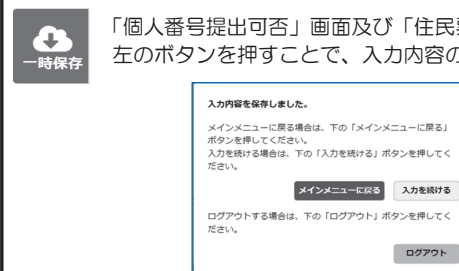 一時保存
「個人番号提出可否」画面及び「住民
左のボタンを押すことで、入力内容の
入力内容を保存しました。
メインメニューに戻る場合は、下の「メインメニューに戻る」
ボタンを押してください。
入力を続ける場合は、下の「入力を続ける」ボタンを押してく
ださい。
メインメニューに戻る 入力を続ける
ログアウトする場合は、下の「ログアウト」ボタンを押してく
ださい。
ログアウト